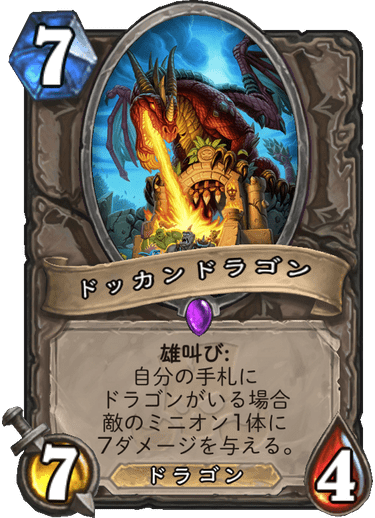 7
ドッカンドラゴン
雄叫び:
自分の手札に
ドラゴンがいる場合
敵のミニオン1体に
7ダメージを与える。
7
ドラゴン
4